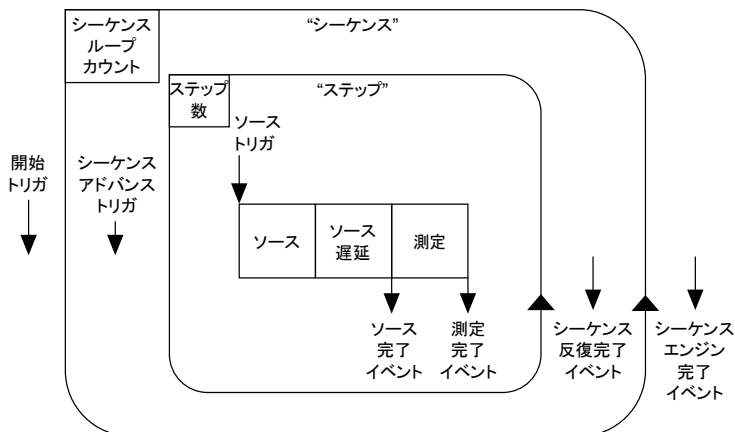 シーケンス
ループ
カウント
“シーケンス”
ステップ
数
“ステップ”
ソース
トリガ
開始
トリガ
シーケンス
アドバンス
トリガ
ソース
ソース
遅延
測定
ソース
完了
イベント
測定
完了
イベント
シーケンス
反復完了
イベント
シーケンス
エンジン
完了
イベント